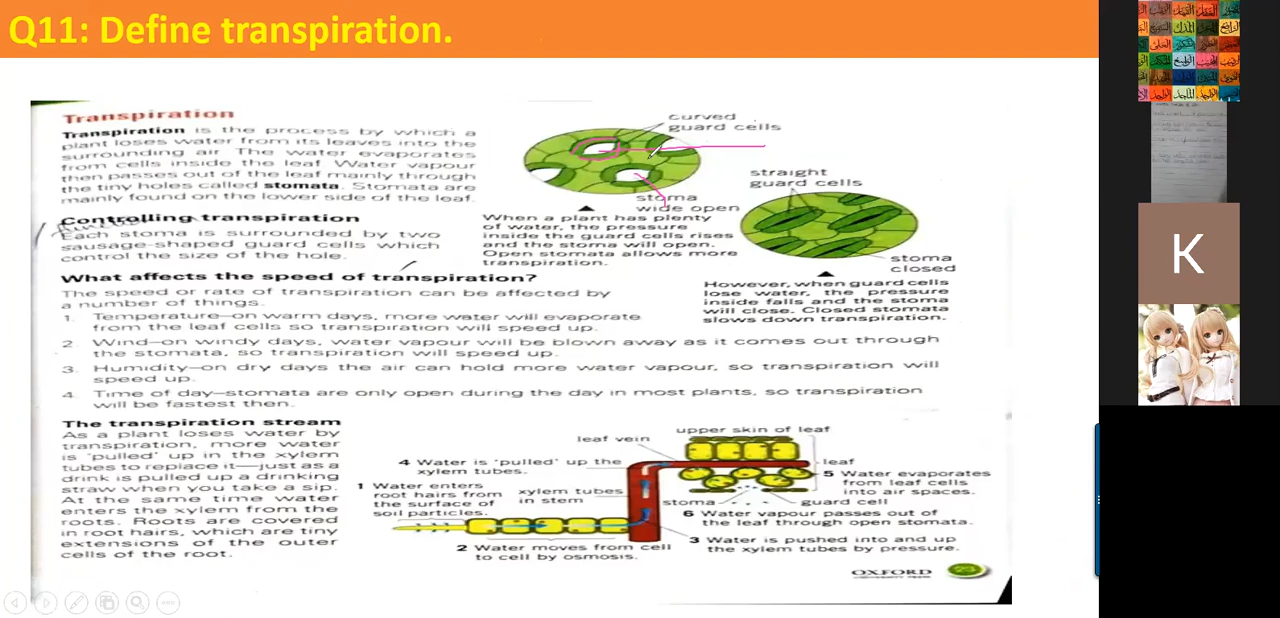 Q11: Define transpiration.
Transpiration
Transpiration is the process by which a
plant loses water from its leaves into the
surrounding air The water evaporates
from cells inside the leaf Water vapour
then passes out of the leaf mainly through
the tiny holes called stomata. Stomata are
mainly found on the lower side of the leaf.
Controlling transpiration
Each stoma is surrounded by two
sausage-shaped guard cells which
control the size of the hole.
curved
guard cells
stoma
wide open
When a plant has plenty
of water, the pressure
inside the guard cells rises
and the stoma will open.
Open stomata allows more
transpiration.
straight
guard cells
stoma
closed
However, when guard cells
lose water, the pressure
inside falls and the stoma
will close. Closed stomata
slows down transpiration.
What affects the speed of transpiration?
The speed or rate of transpiration can be affected by
a number of things.
1. Temperature—on warm days, more water will evaporate
from the leaf cells so transpiration will speed up.
2. Wind—on windy days, water vapour will be blown away as it comes out through
the stomata, so transpiration will speed up.
3. Humidity—on dry days the air can hold more water vapour, so transpiration will
speed up.
4. Time of day—stomata are only open during the day in most plants, so transpiration
will be fastest then.
The transpiration stream
As a plant loses water by
transpiration, more water
is 'pulled' up in the xylem
tubes to replace it—just as a
drink is pulled up a drinking
straw when you take a sip.
At the same time water
enters the xylem from the
roots. Roots are covered
in root hairs, which are tiny
extensions of the outer
cells of the root.
upper skin of leaf
leaf vein
leaf
4 Water is 'pulled' up the
xylem tubes.
5 Water evaporates
from leaf cells
into air spaces.
1 Water enters
root hairs from
the surface of
soil particles.
xylem tubes
in stem
stoma
guard cell
6 Water vapour passes out of
the leaf through open stomata.
2 Water moves from cell
to cell by osmosis.
3 Water is pushed into and up
the xylem tubes by pressure.
OXFORD
UNIVERSITY PRESS
K